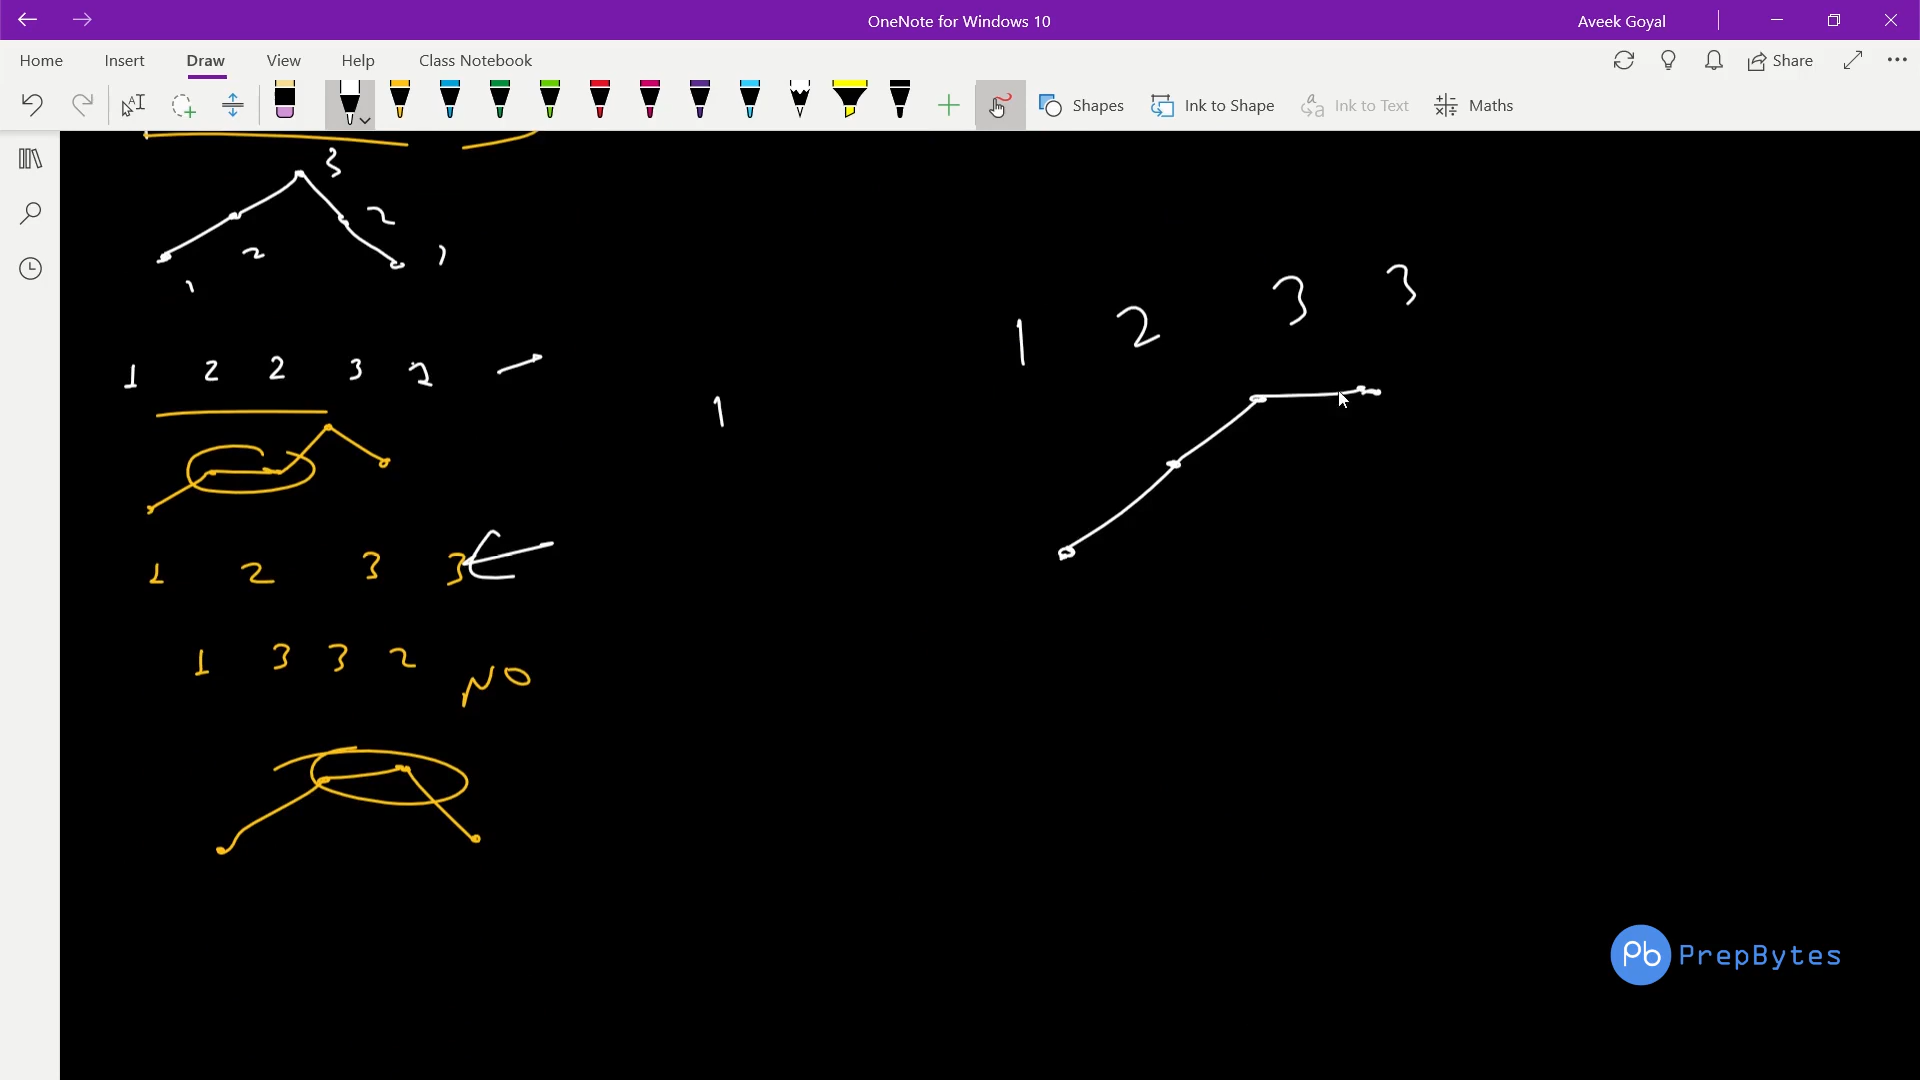 OneNote for Windows 10
Aveek Goyal
Home Insert Draw View Help Class Notebook
Share
Shapes Ink to Shape Ink to Text Maths
3
2 2 1
1
1 2 3 3
1 2 2 3 2
1
1 2 3 3
1 3 3 2 NO
Pb PrepBytes